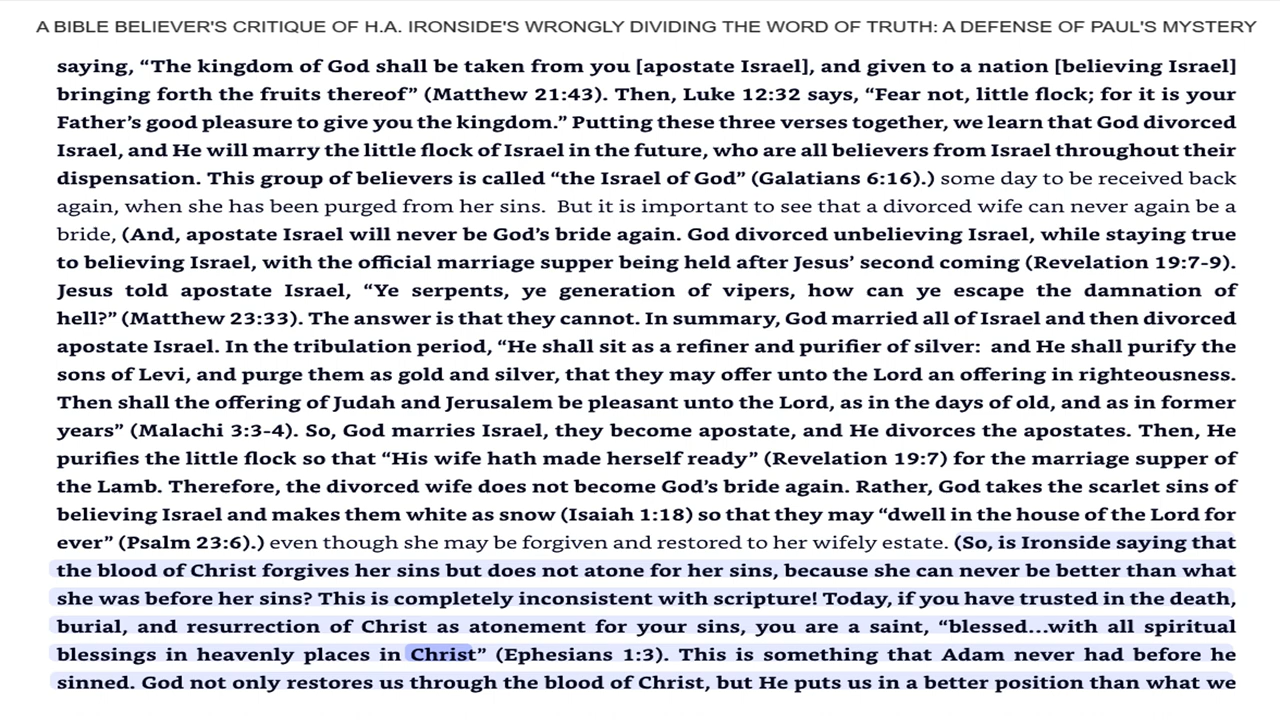 A BIBLE BELIEVER'S CRITIQUE OF H.A. IRONSIDE'S WRONGLY DIVIDING THE WORD OF TRUTH: A DEFENSE OF PAUL'S MYSTERY
saying, “The kingdom of God shall be taken from you [apostate Israel], and given to a nation [believing Israel]
bringing forth the fruits thereof” (Matthew 21:43). Then, Luke 12:32 says, “Fear not, little flock; for it is your
Father’s good pleasure to give you the kingdom.” Putting these three verses together, we learn that God divorced
Israel, and He will marry the little flock of Israel in the future, who are all believers from Israel throughout their
dispensation. This group of believers is called “the Israel of God” (Galatians 6:16).) some day to be received back
again, when she has been purged from her sins. But it is important to see that a divorced wife can never again be a
bride, (And, apostate Israel will never be God’s bride again. God divorced unbelieving Israel, while staying true
to believing Israel, with the official marriage supper being held after Jesus’ second coming (Revelation 19:7-9).
Jesus told apostate Israel, “Ye serpents, ye generation of vipers, how can ye escape the damnation of
hell?” (Matthew 23:33). The answer is that they cannot. In summary, God married all of Israel and then divorced
apostate Israel. In the tribulation period, “He shall sit as a refiner and purifier of silver: and He shall purify the
sons of Levi, and purge them as gold and silver, that they may offer unto the Lord an offering in righteousness.
Then shall the offering of Judah and Jerusalem be pleasant unto the Lord, as in the days of old, and as in former
years” (Malachi 3:3-4). So, God marries Israel, they become apostate, and He divorces the apostates. Then, He
purifies the little flock so that “His wife hath made herself ready” (Revelation 19:7) for the marriage supper of
the Lamb. Therefore, the divorced wife does not become God’s bride again. Rather, God takes the scarlet sins of
believing Israel and makes them white as snow (Isaiah 1:18) so that they may “dwell in the house of the Lord for
ever” (Psalm 23:6).) even though she may be forgiven and restored to her wifely estate. (So, is Ironside saying that
the blood of Christ forgives her sins but does not atone for her sins, because she can never be better than what
she was before her sins? This is completely inconsistent with scripture! Today, if you have trusted in the death,
burial, and resurrection of Christ as atonement for your sins, you are a saint, “blessed…with all spiritual
blessings in heavenly places in Christ” (Ephesians 1:3). This is something that Adam never had before he
sinned. God not only restores us through the blood of Christ, but He puts us in a better position than what we